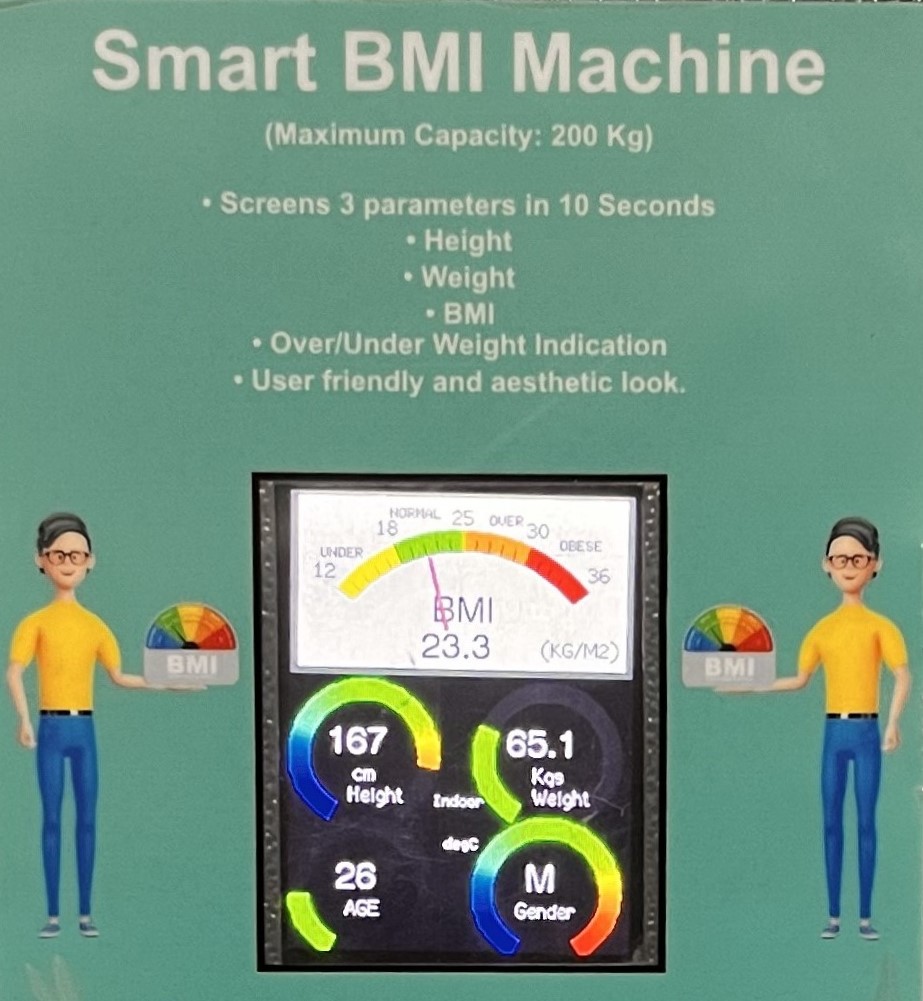 Smart BMI Machine
(Maximum Capacity: 200 Kg)
• Screens 3 parameters in 10 Seconds
• Height
• Weight
• BMI
• Over/Under Weight Indication
• User friendly and aesthetic look.
NORMAL 25 OVER
18 30
UNDER OBESE
12 36
BMI
23.3 (KG/M2)
BMI
BMI
167
cm
Height
65.1
Kgs
Weight
Indoor
degC
26
AGE
M
Gender